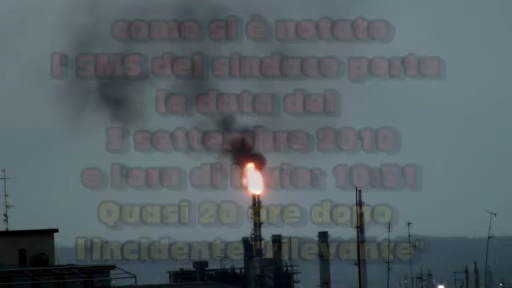 come si è notato
l'SMS del sindaco porta
la data del
3 settembre 2010
e l'ora di invio: 10:51
Quasi 20 ore dopo
l'incidente "rilevante"